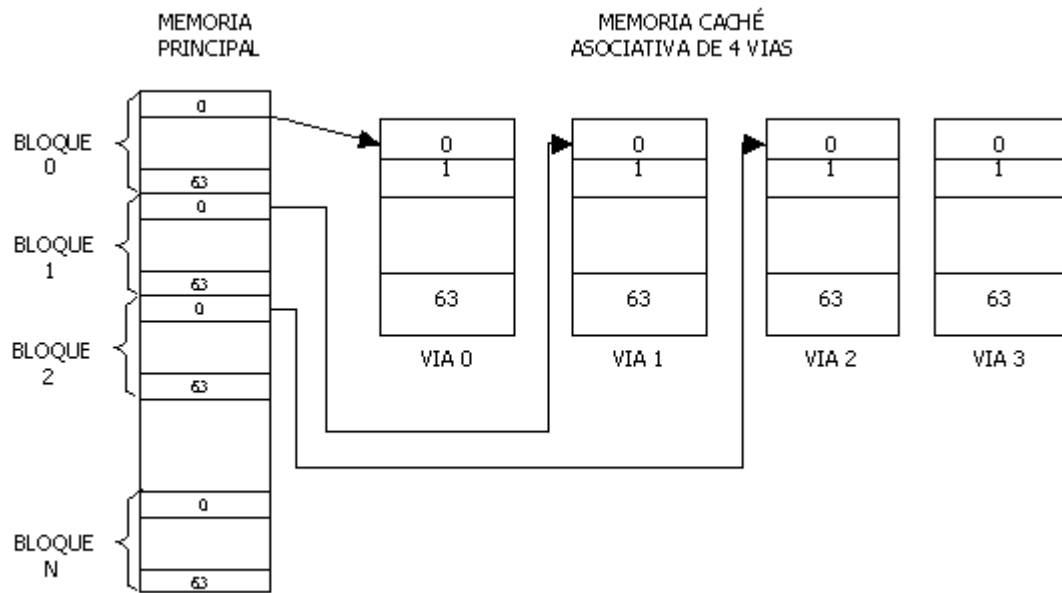 MEMORIA
PRINCIPAL
MEMORIA CACHÉ
ASOCIATIVA DE 4 VIAS
BLOQUE
0
0
63
BLOQUE
1
0
63
BLOQUE
2
0
63
BLOQUE
N
0
63
0
1
63
VIA 0
0
1
63
VIA 1
0
1
63
VIA 2
0
1
63
VIA 3